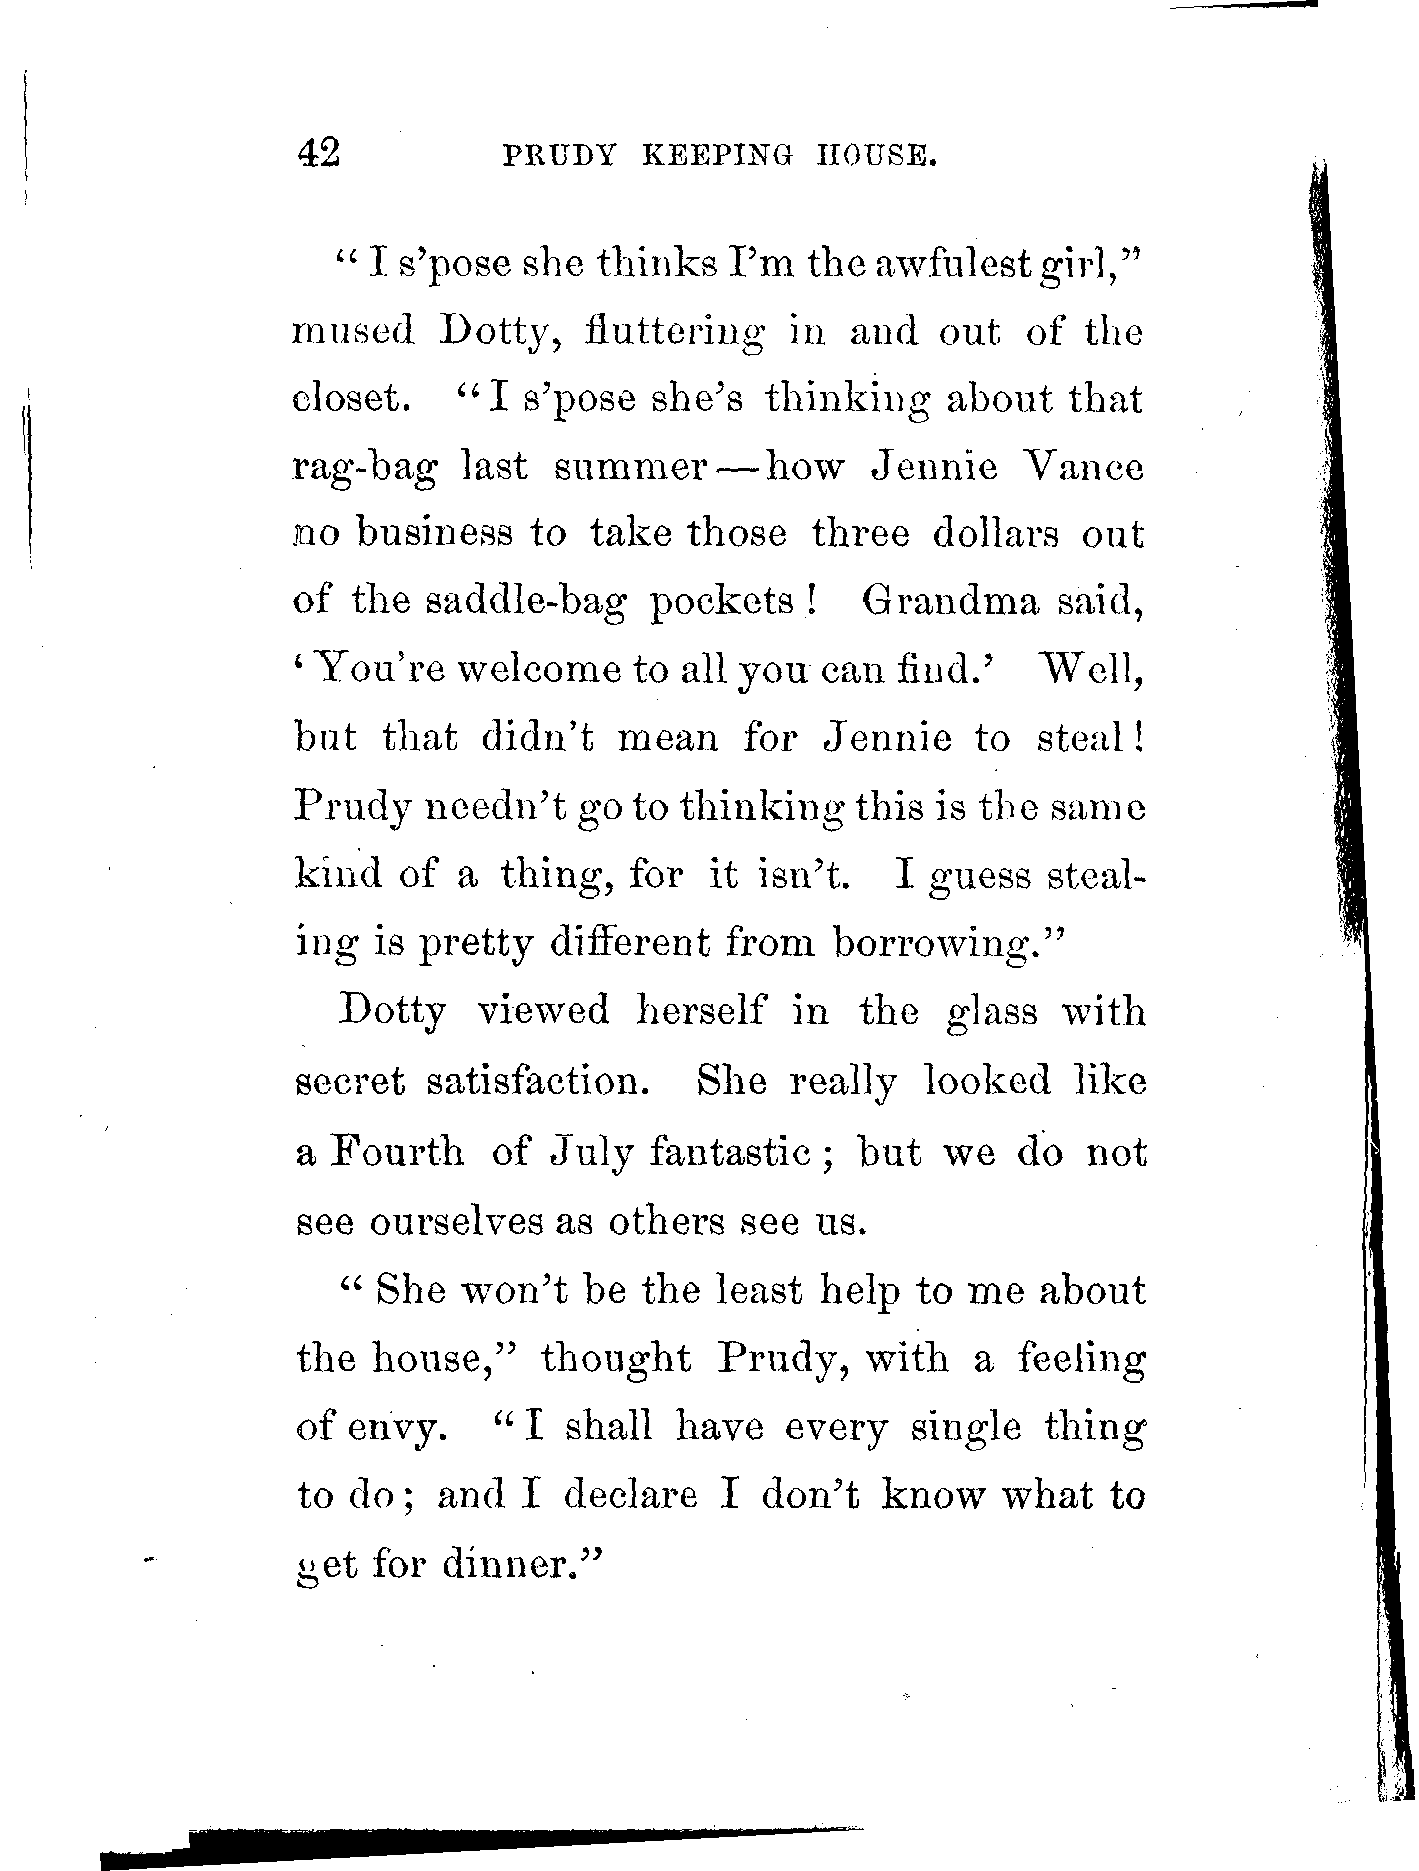 42 PRUDY KEEPING HOUSE.
“I s’pose she thinks I’m the awfulest girl,”
mused Dotty, fluttering in and out of the
closet. “I s’pose she’s thinking about that
rag-bag last summer—how Jennie Vance
no business to take those three dollars out
of the saddle-bag pockets! Grandma said,
‘You’re welcome to all you can find.’ Well,
but that didn’t mean for Jennie to steal!
Prudy needn’t go to thinking this is the same
kind of a thing, for it isn’t. I guess steal-
ing is pretty different from borrowing.”
Dotty viewed herself in the glass with
secret satisfaction. She really looked like
a Fourth of July fantastic; but we do not
see ourselves as others see us.
“She won’t be the least help to me about
the house,” thought Prudy, with a feeling
of envy. “I shall have every single thing
to do; and I declare I don’t know what to
get for dinner.”